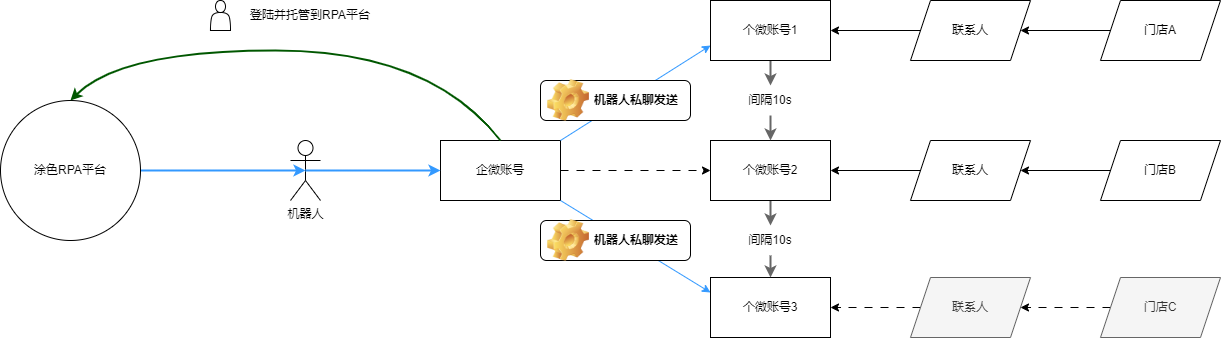 登陆并托管到RPA平台
个微账号1
联系人
门店A
机器人私聊发送
间隔10s
涂色RPA平台
机器人
企微账号
个微账号2
联系人
门店B
机器人私聊发送
间隔10s
个微账号3
联系人
门店C